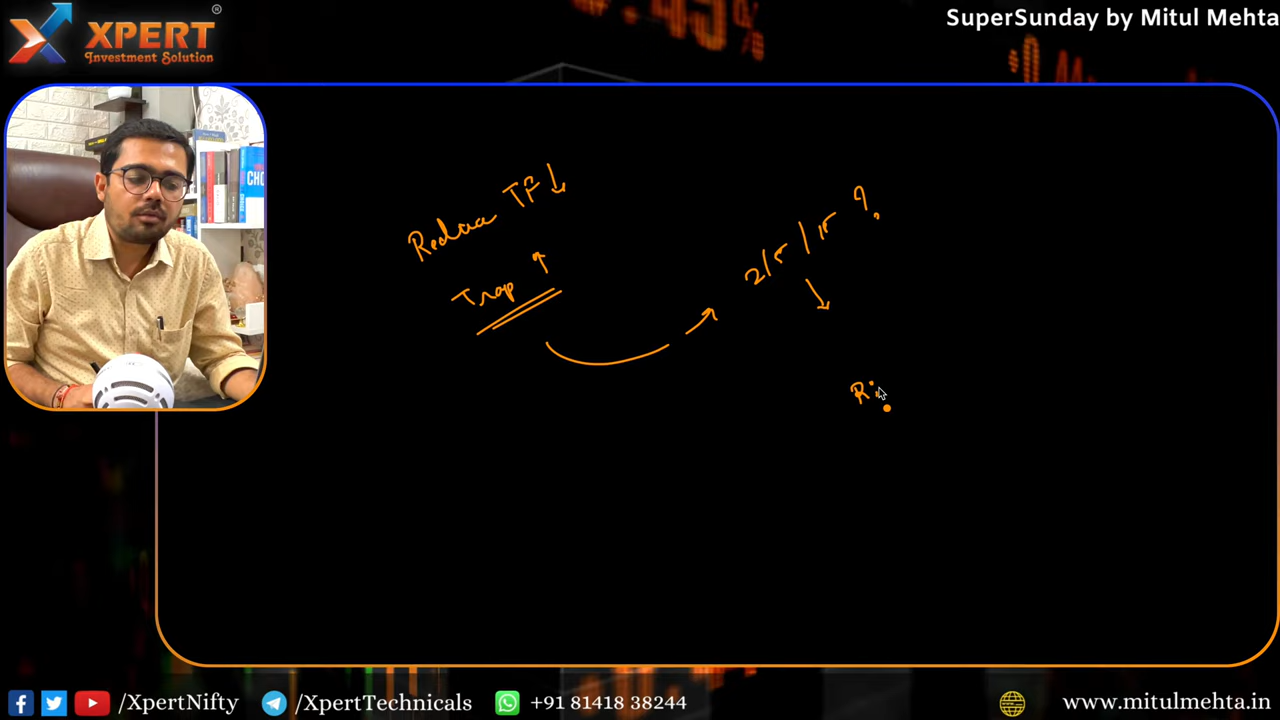 XPERT
Investment Solution
®
SuperSunday by Mitul Mehta
Reduce TF ↓
Trap ↑
2/5 / 15 ?
/XpertNifty
/XpertTechnicals
+91 81418 38244
www.mitulmehta.in